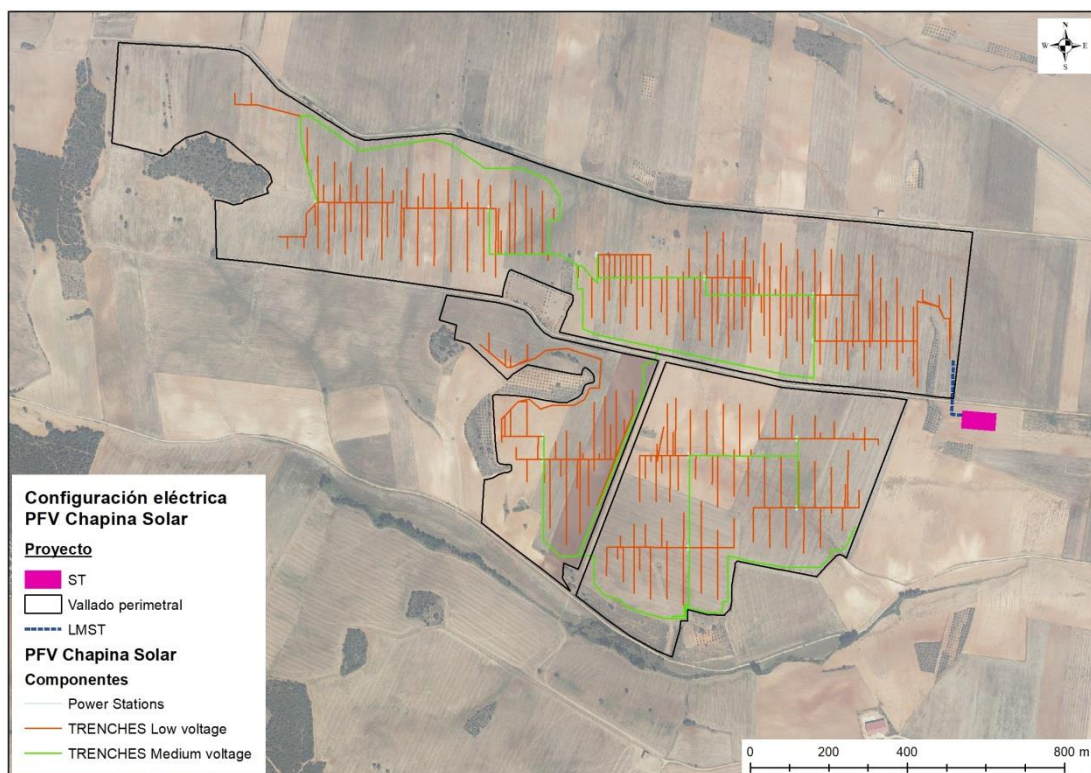 N
W E
S
Configuración eléctrica
PFV Chapina Solar
Proyecto
ST
Vallado perimetral
LMST
PFV Chapina Solar
Componentes
Power Stations
TRENCHES Low voltage
TRENCHES Medium voltage
0 200 400 800 m